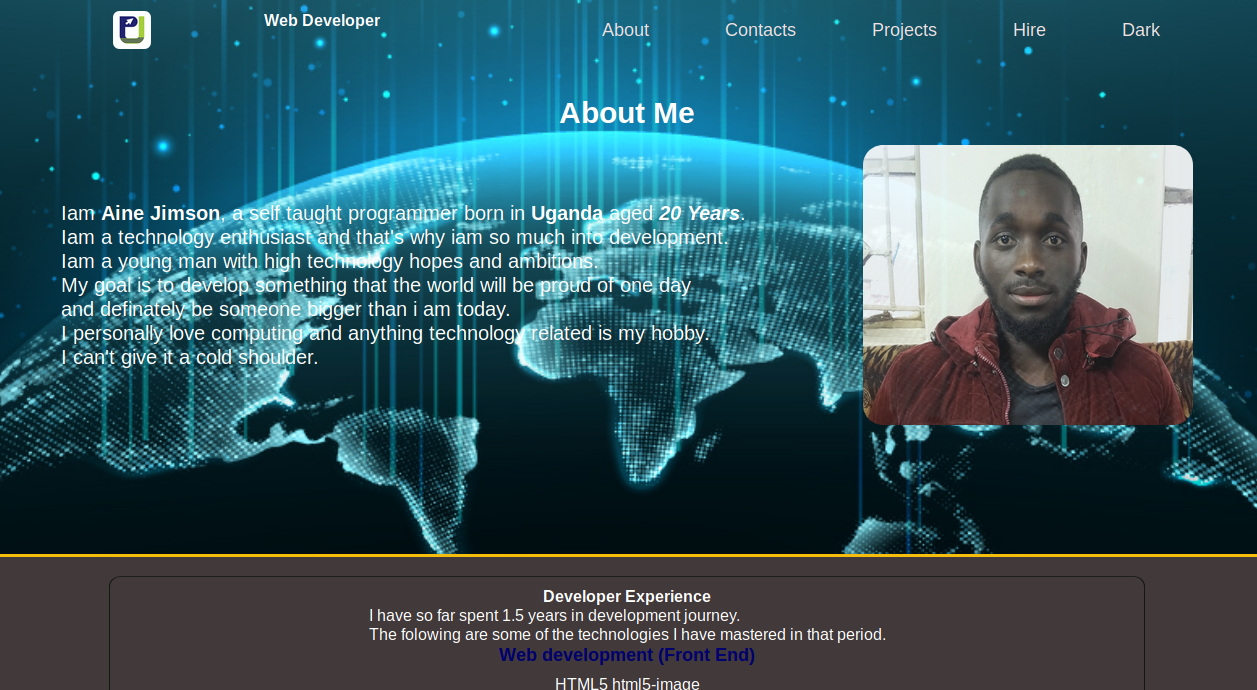 Web Developer
About Contacts Projects Hire Dark
About Me
Iam Aine Jimson, a self taught programmer born in Uganda aged 20 Years.
Iam a technology enthusiast and that's why iam so much into development.
Iam a young man with high technology hopes and ambitions.
My goal is to develop something that the world will be proud of one day
and definately be someone bigger than i am today.
I personally love computing and anything technology related is my hobby.
I can't give it a cold shoulder.
Developer Experience
I have so far spent 1.5 years in development journey.
The folowing are some of the technologies I have mastered in that period.
Web development (Front End)
HTML5 html5-image